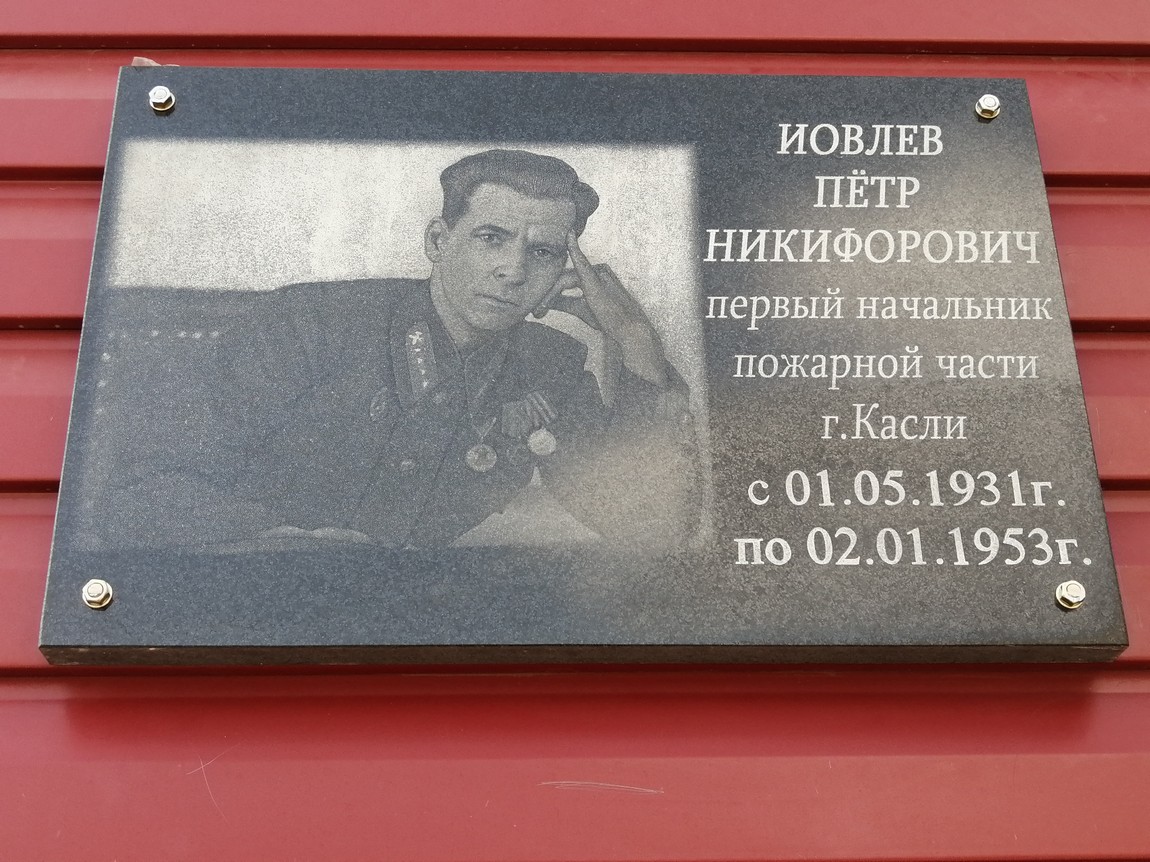 ИОВЛЕВ
ПЁТР
НИКИФОРОВИЧ
первый начальник
пожарной части
г.Касли
с 01.05.1931г.
по 02.01.1953г.